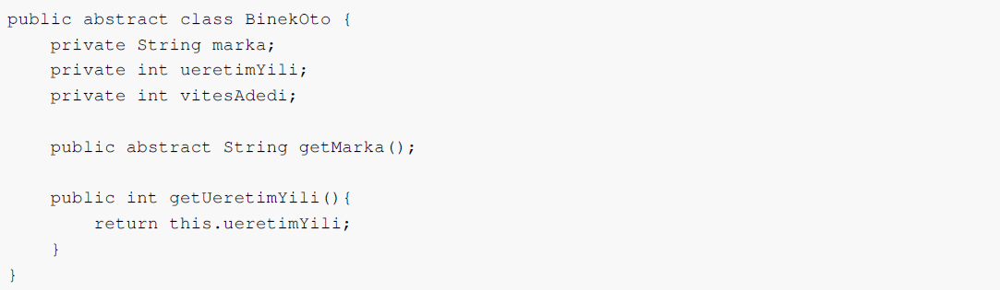 public abstract class BinekOto {
    private String marka;
    private int ueretimYili;
    private int vitesAdedi;

    public abstract String getMarka();

    public int getUeretimYili(){
        return this.ueretimYili;
    }
}